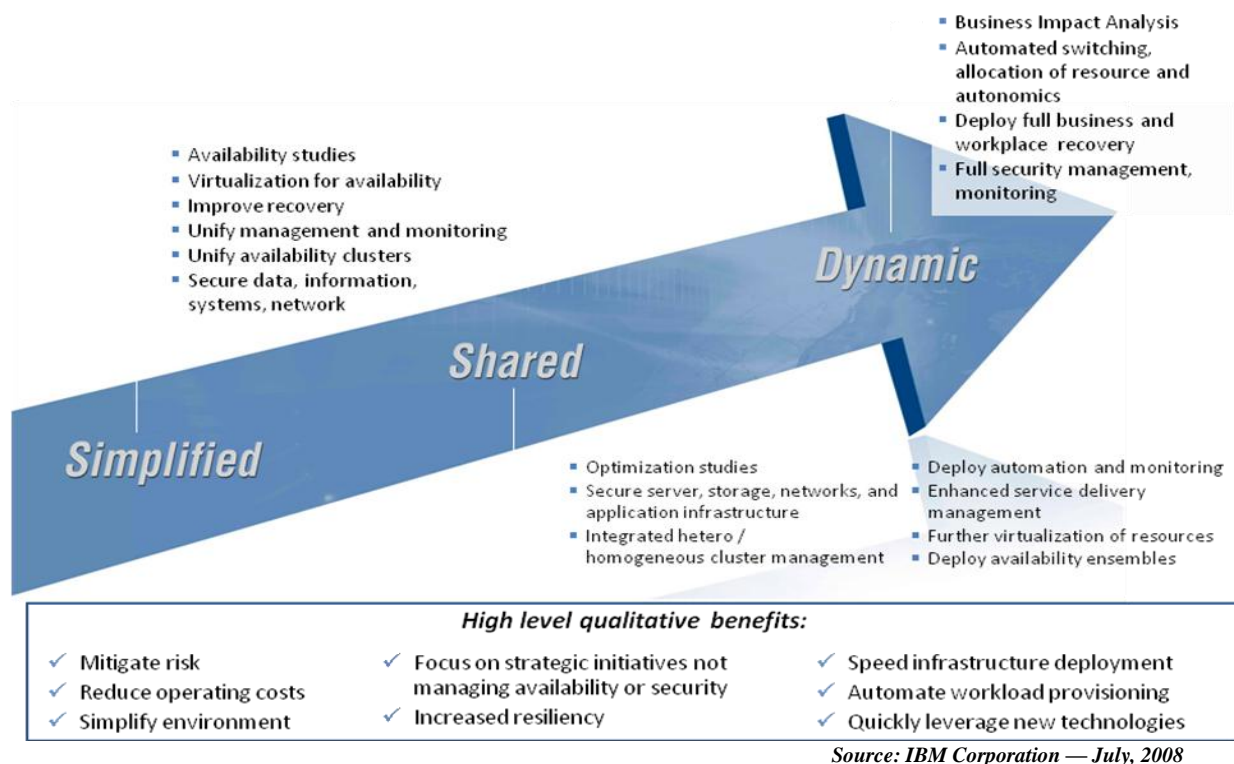 ▪ Business Impact Analysis
▪ Automated switching,
allocation of resource and
autonomics
▪ Deploy full business and
workplace recovery
▪ Full security management,
monitoring
▪ Availability studies
▪ Virtualization for availability
▪ Improve recovery
▪ Unify management and monitoring
▪ Unify availability clusters
▪ Secure data, information,
systems, network
Dynamic
Shared
Simplified
▪ Optimization studies
▪ Secure server, storage, networks, and
application infrastructure
▪ Integrated hetero /
homogeneous cluster management
▪ Deploy automation and monitoring
▪ Enhanced service delivery
management
▪ Further virtualization of resources
▪ Deploy availability ensembles
High level qualitative benefits:
✓ Mitigate risk
✓ Reduce operating costs
✓ Simplify environment
✓ Focus on strategic initiatives not
managing availability or security
✓ Increased resiliency
✓ Speed infrastructure deployment
✓ Automate workload provisioning
✓ Quickly leverage new technologies
Source: IBM Corporation — July, 2008